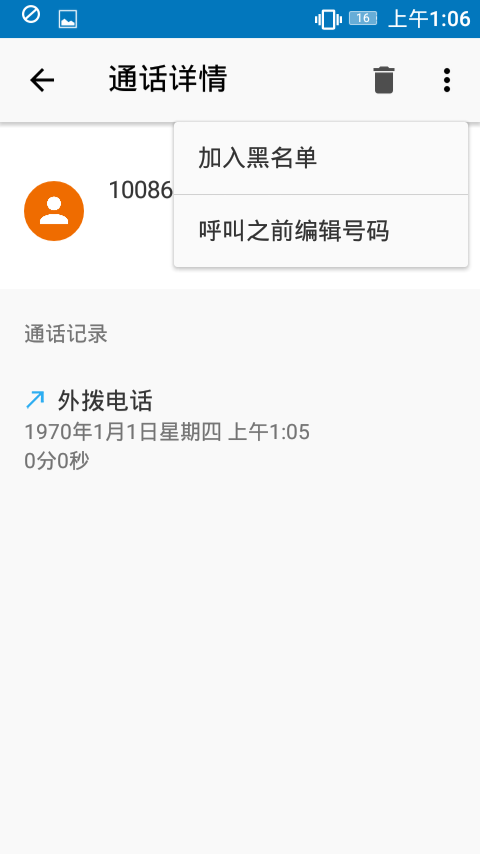 16 上午1:06
通话详情
加入黑名单
10086
呼叫之前编辑号码
通话记录
外拨电话
1970年1月1日星期四 上午1:05
0分0秒